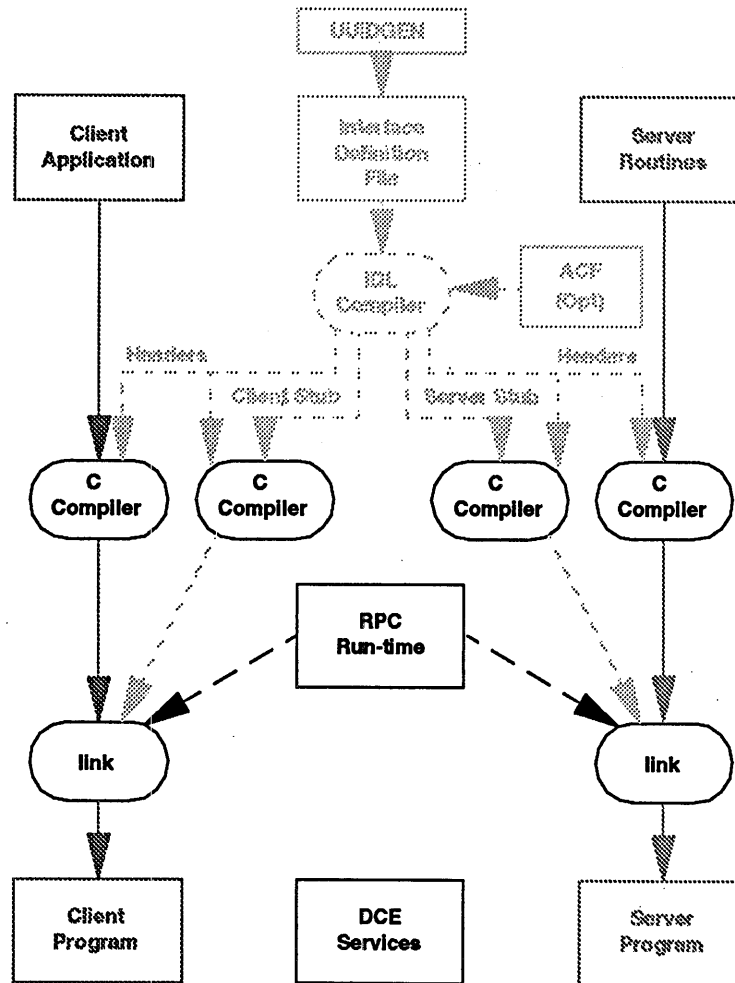 UUIDGEN
Client
Application
Interface
Definition
File
Server
Routines
IDL
Compiler
ACF
(Opt)
Headers
Headers
Client Stub
Server Stub
C
Compiler
C
Compiler
C
Compiler
C
Compiler
RPC
Run-time
link
link
Client
Program
DCE
Services
Server
Program